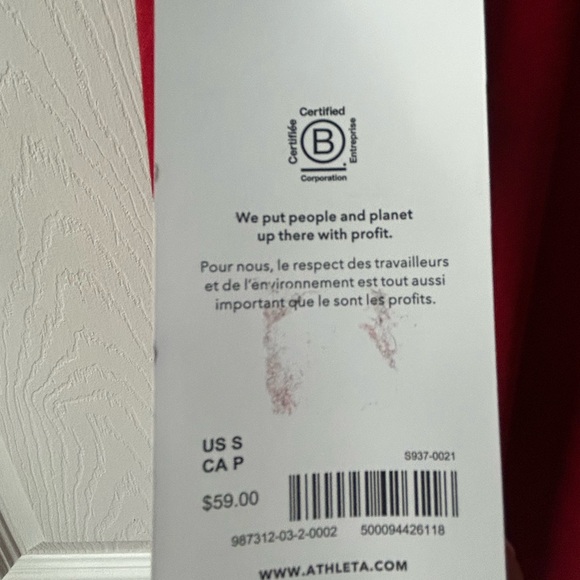 Certified
Certifiée
B
Entreprise
Corporation
We put people and planet
up there with profit.
Pour nous, le respect des travailleurs
et de l'environnement est tout aussi
important que le sont les profits.
US S
CA P
S937-0021
$59.00
987312-03-2-0002 500094426118
WWW.ATHLETA.COM